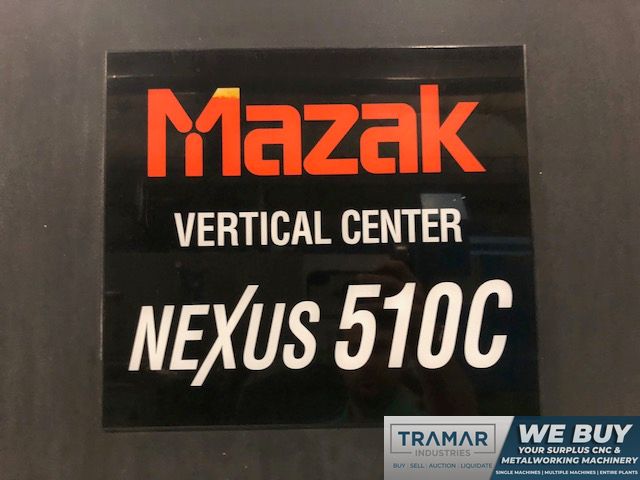 Mazak
VERTICAL CENTER
NEXUS 510C
TRAMAR
INDUSTRIES
BUY | SELL | AUCTION | LIQUIDATE
WE BUY
YOUR SURPLUS CNC &
METALWORKING MACHINERY
SINGLE MACHINES | MULTIPLE MACHINES | ENTIRE PLANTS